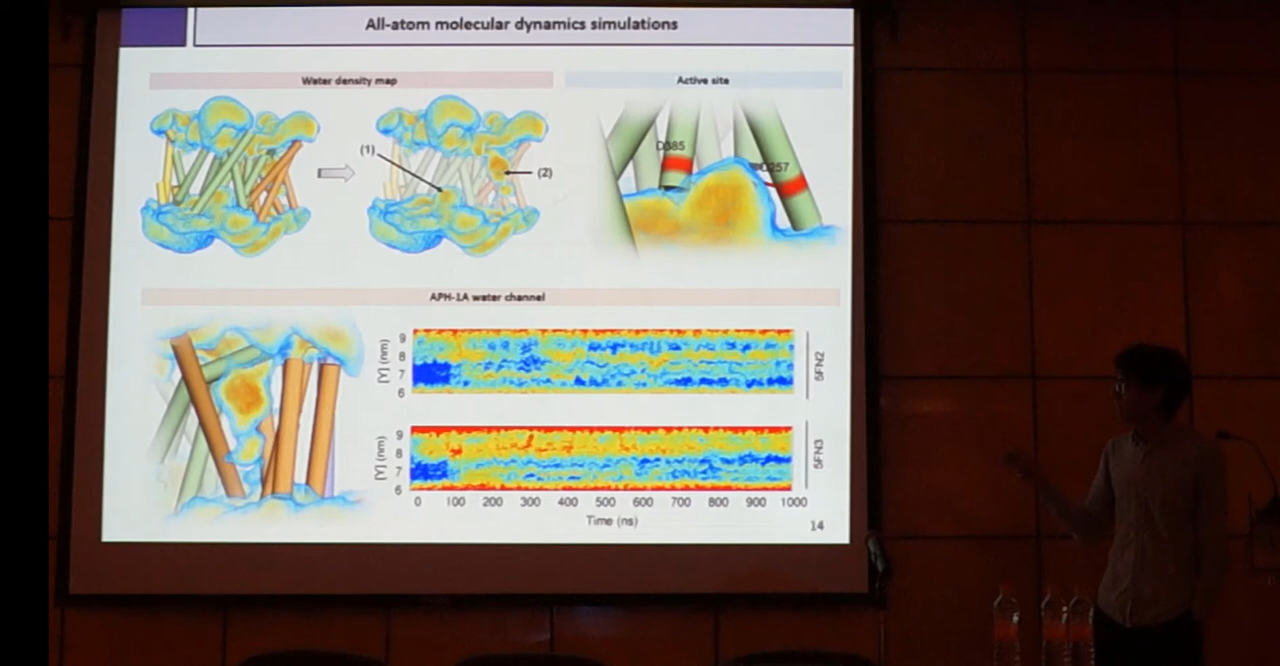 All-atom molecular dynamics simulations
Water density map
Active site
(1)
(2)
D385
D257
APH-1A water channel
[Y] (nm)
9
8
7
6
5FN2
[Y] (nm)
9
8
7
6
5FN3
0 100 200 300 400 500 600 700 800 900 1000
Time (ns)
14